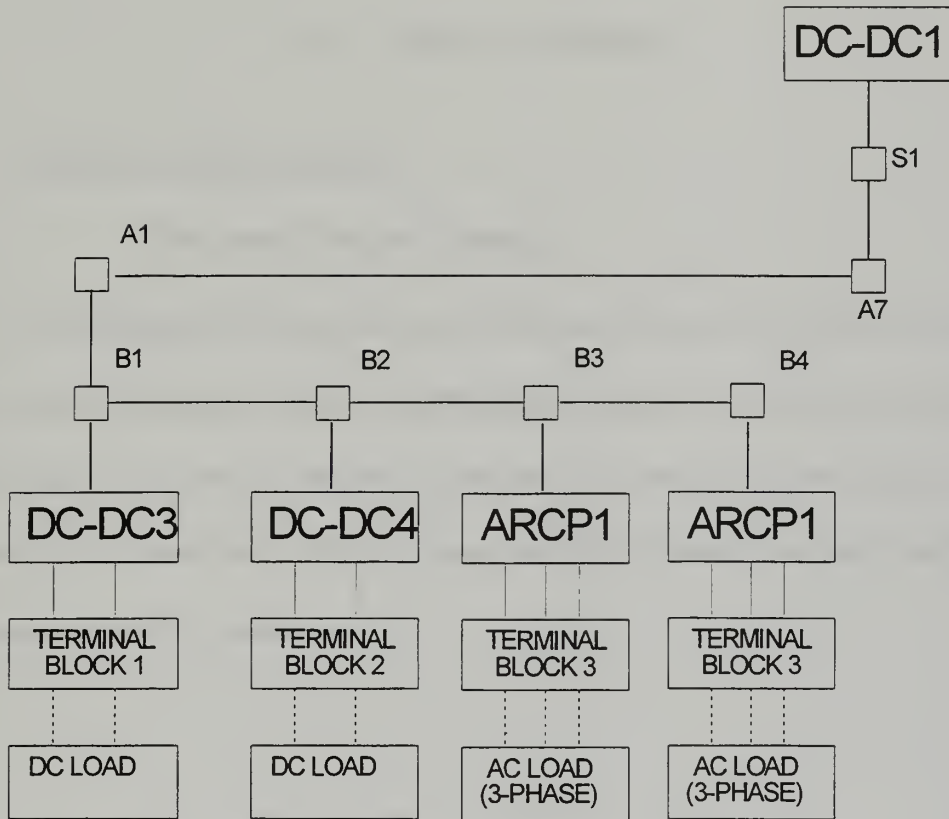 DC-DC1
S1
A1
A7
B1
B2
B3
B4
DC-DC3
DC-DC4
ARCP1
ARCP1
TERMINAL
BLOCK 1
TERMINAL
BLOCK 2
TERMINAL
BLOCK 3
TERMINAL
BLOCK 3
DC LOAD
DC LOAD
AC LOAD
(3-PHASE)
AC LOAD
(3-PHASE)